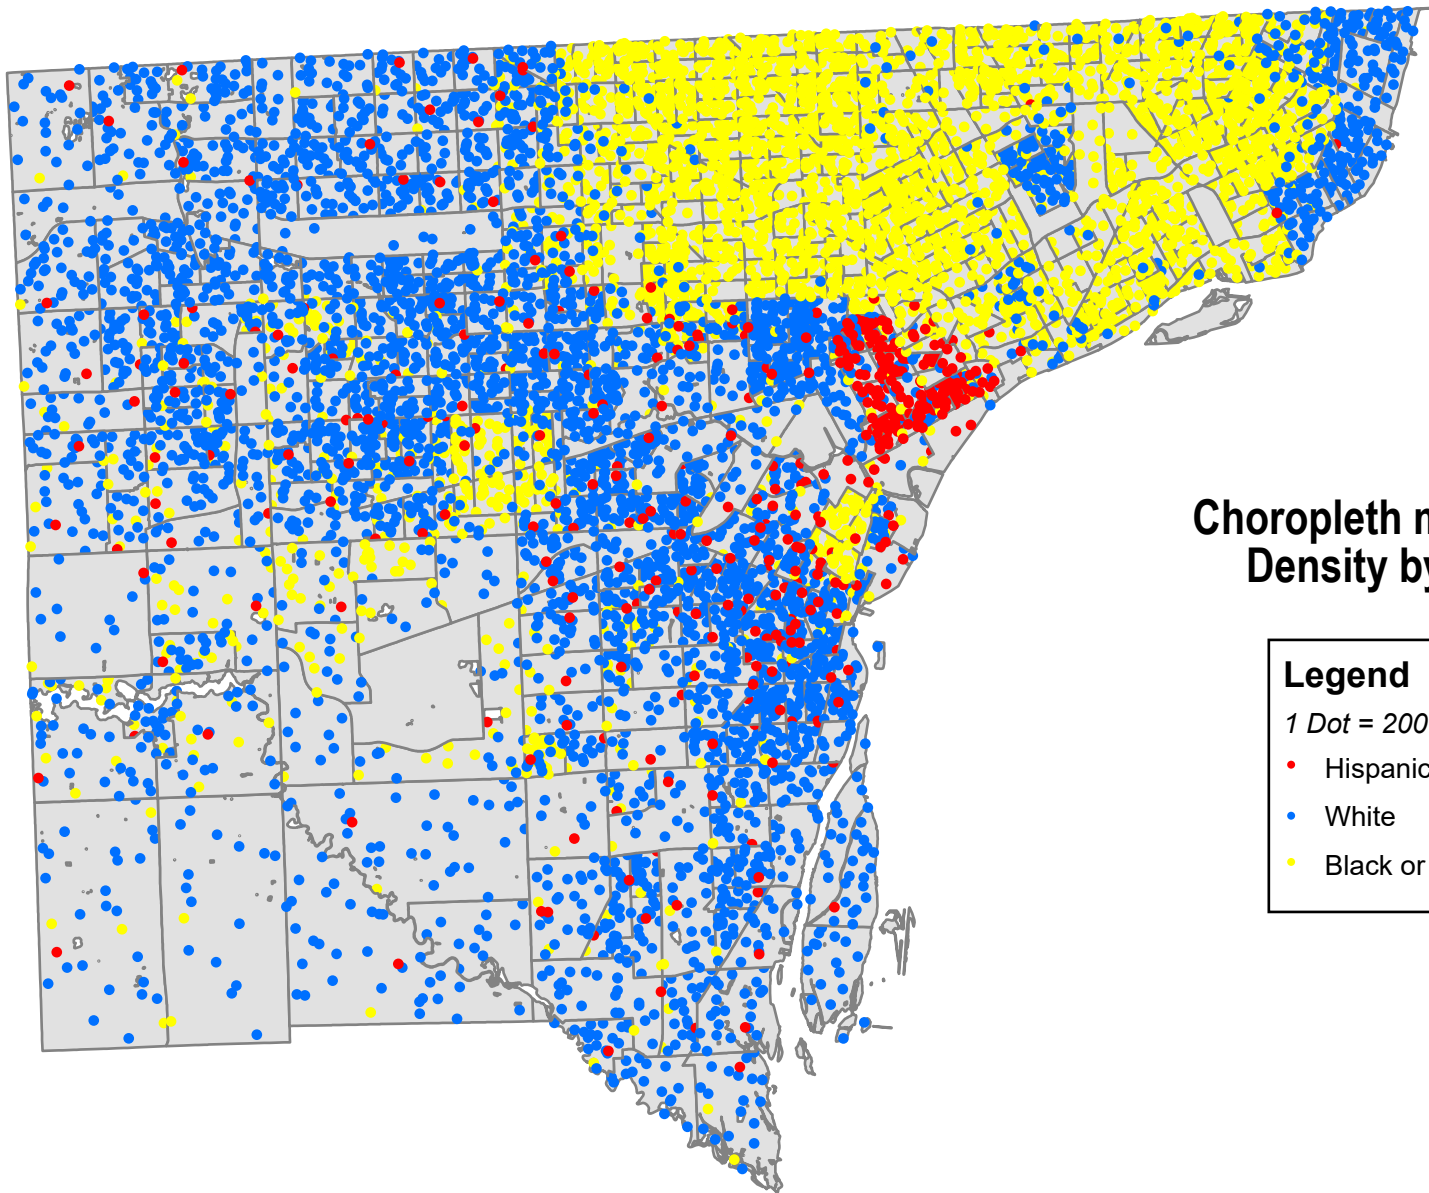 Choropleth
Density by
Legend
1 Dot = 200
Hispanic
White
Black or